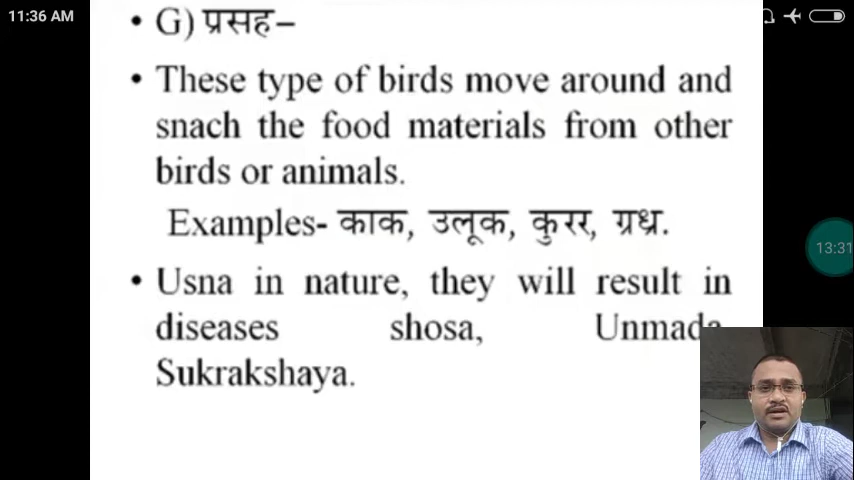 11:36 AM
• G) प्रसह–
• These type of birds move around and
snach the food materials from other
birds or animals.
Examples- काक, उलूक, कुरर, ग्रध्र.
13:31
• Usna in nature, they will result in
diseases shosa, Unmada
Sukrakshaya.